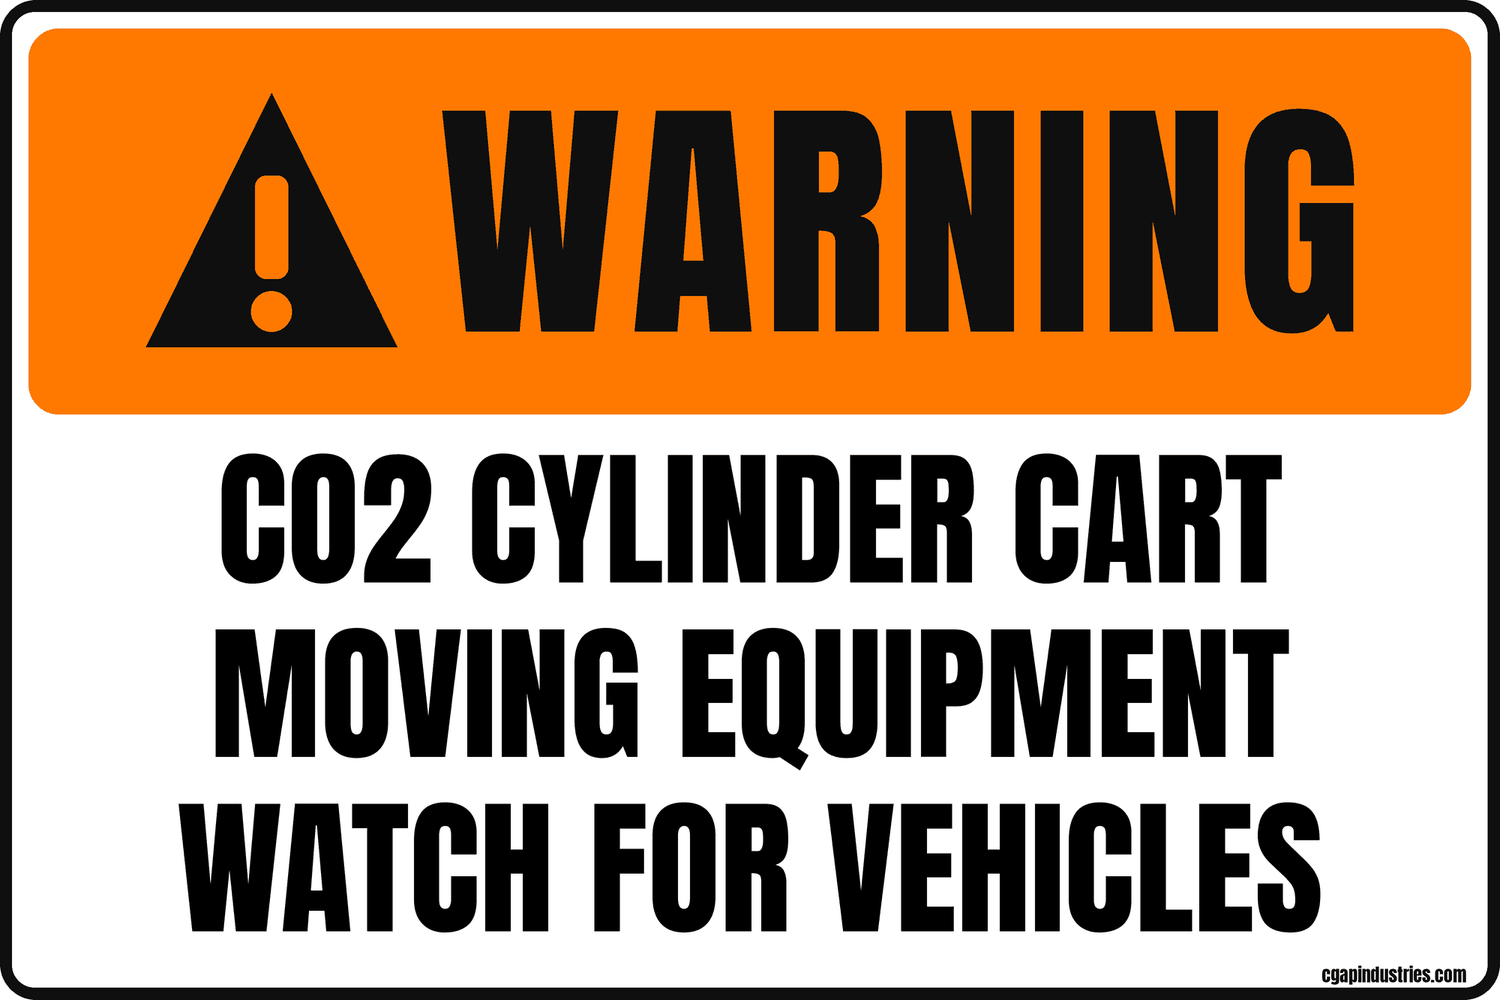 WARNING
CO2 CYLINDER CART
MOVING EQUIPMENT
WATCH FOR VEHICLES
cgapindustries.com